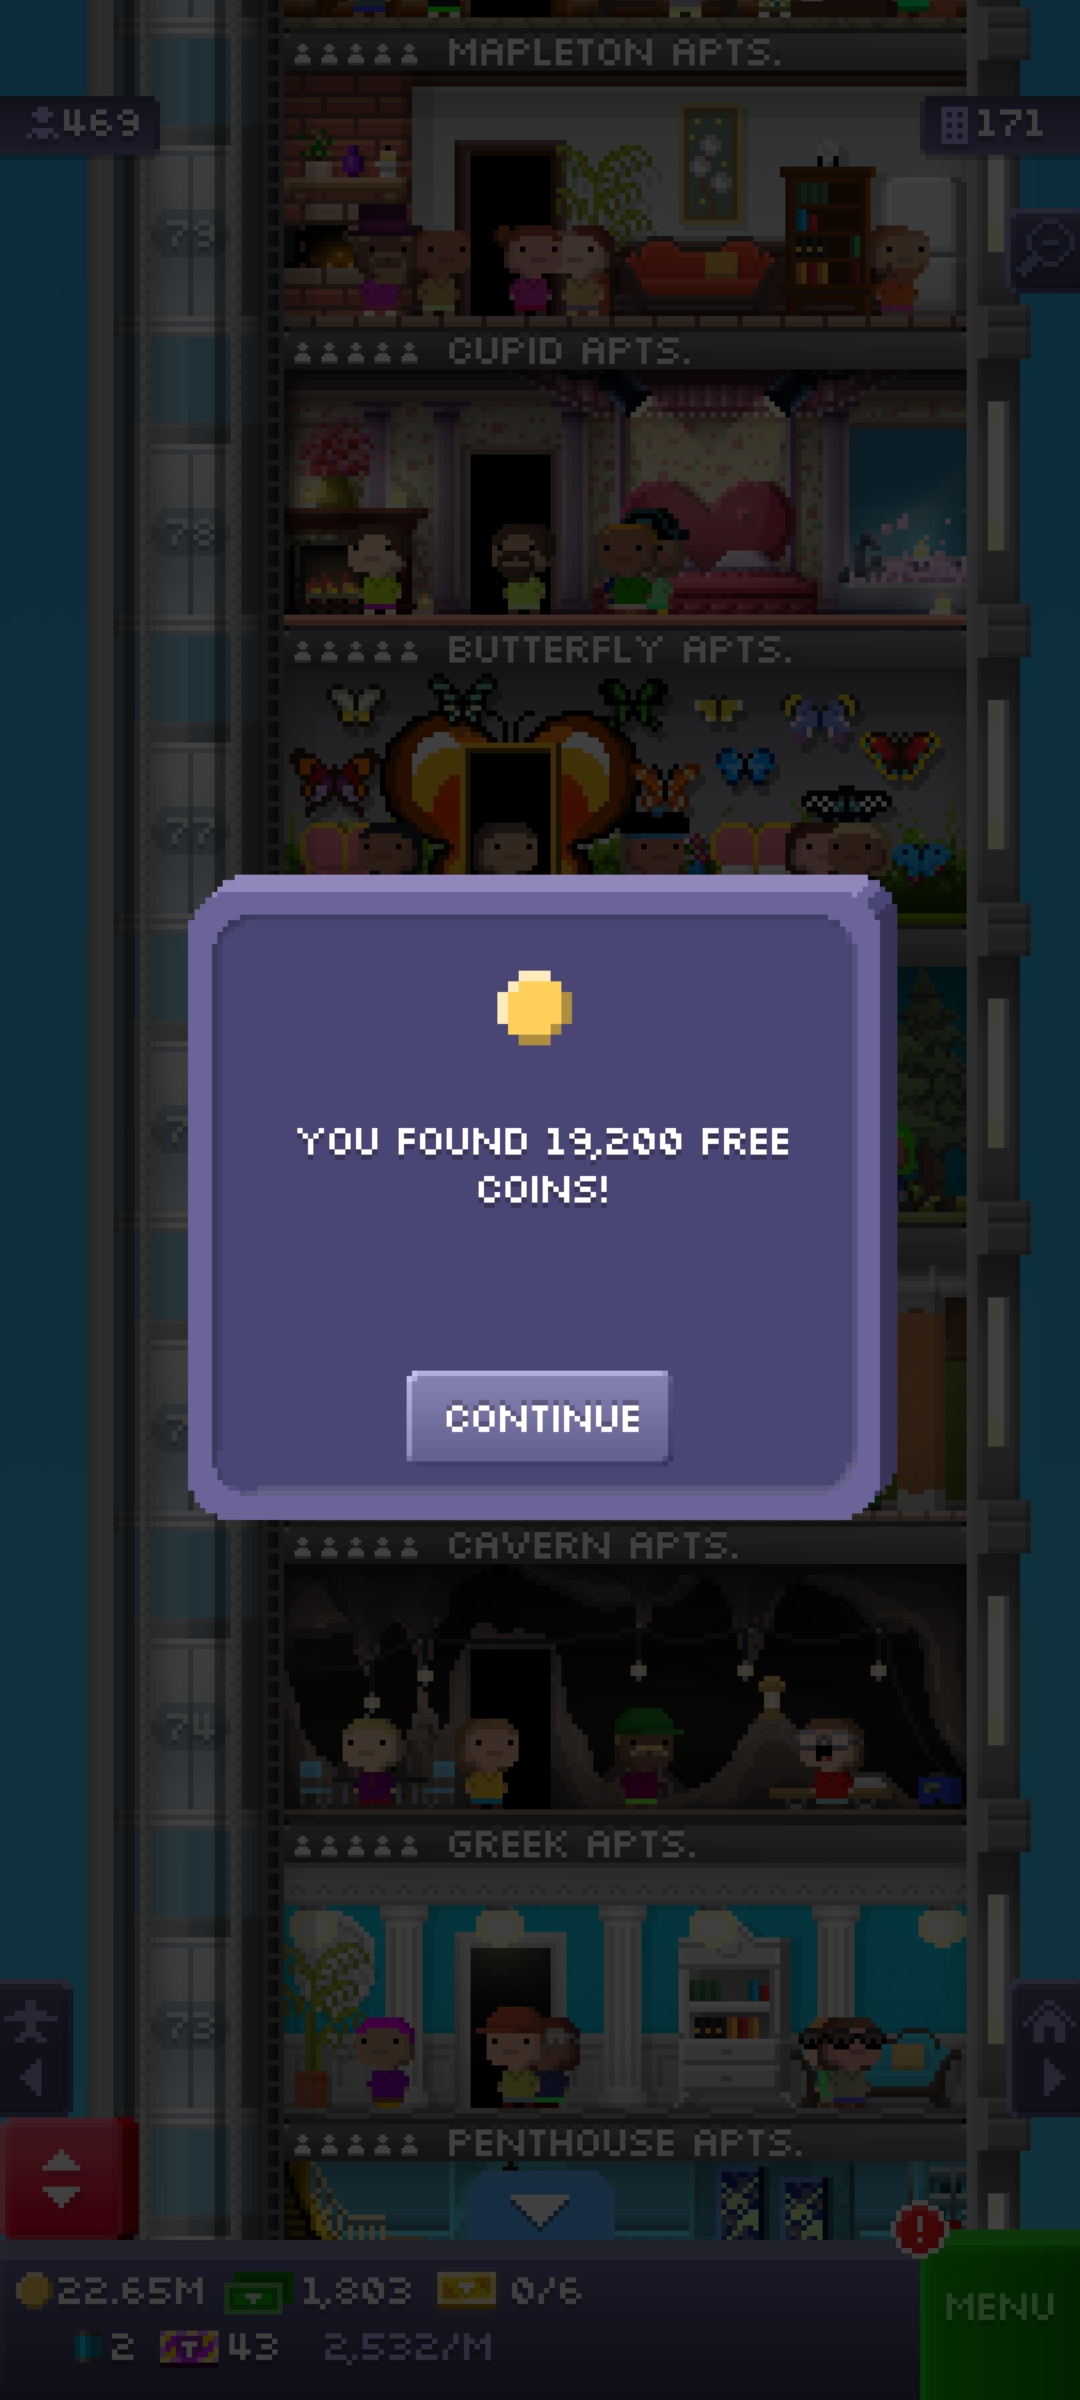 MAPLETON APTS.
469
171
79
CUPID APTS.
78
BUTTERFLY APTS.
77
YOU FOUND 19,200 FREE
COINS!
CONTINUE
CAVERN APTS.
74
GREEK APTS.
73
PENTHOUSE APTS.
!
22.65M 1,803 0/6
MENU
2 T 43 2,532/M